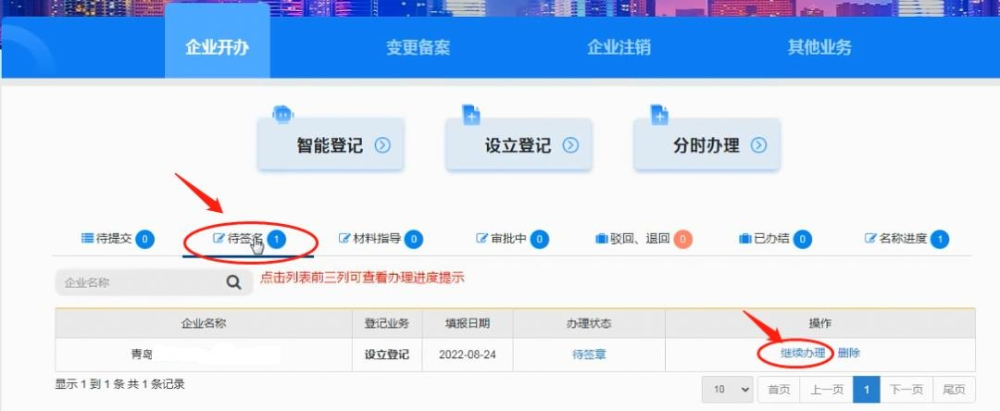 企业开办 变更备案 企业注销 其他业务
智能登记 设立登记 分时办理
待提交 0 待签名 1 材料指导 0 审批中 0 驳回、退回 0 已办结 0 名称进度 1
企业名称 点击列表前三列可查看办理进度提示
企业名称 登记业务 填报日期 办理状态 操作
青岛 设立登记 2022-08-24 待签章 继续办理 删除
显示 1 到 1 条 共 1 条记录
10 首页 上一页 1 下一页 尾页